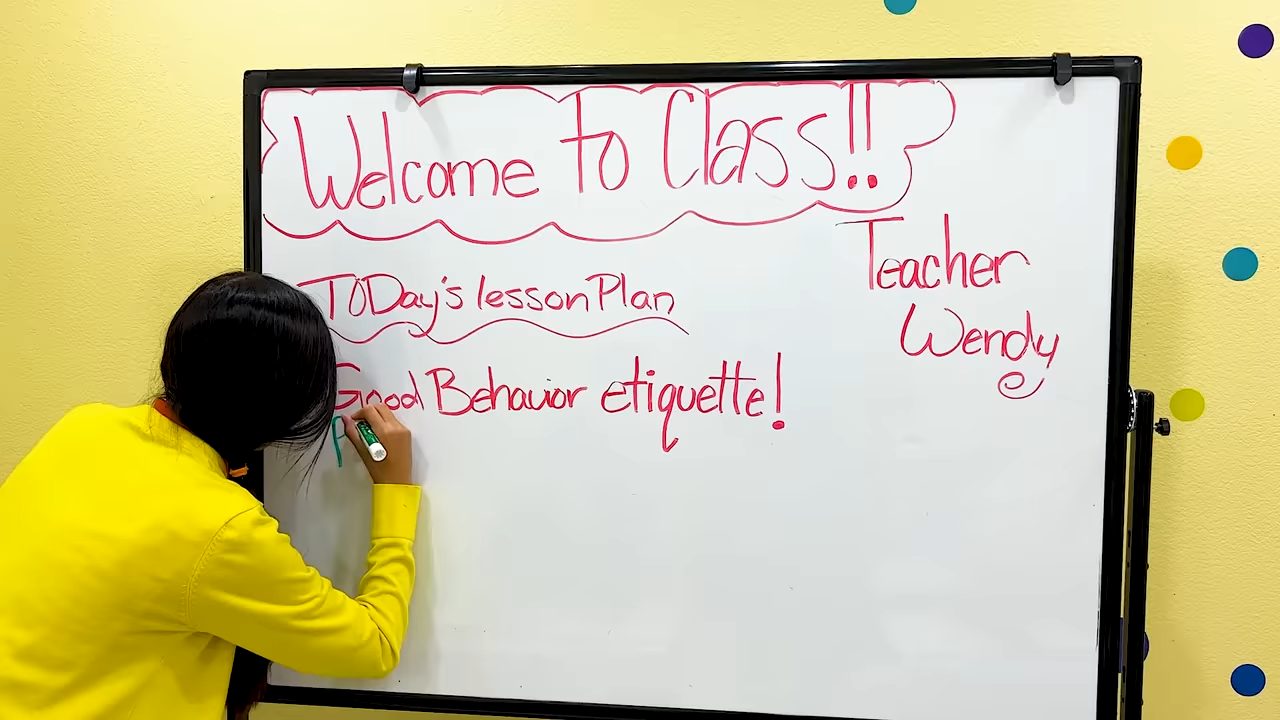 Welcome to Class!!
Teacher
Wendy
TODay's lesson Plan
Good Behavior etiquette!